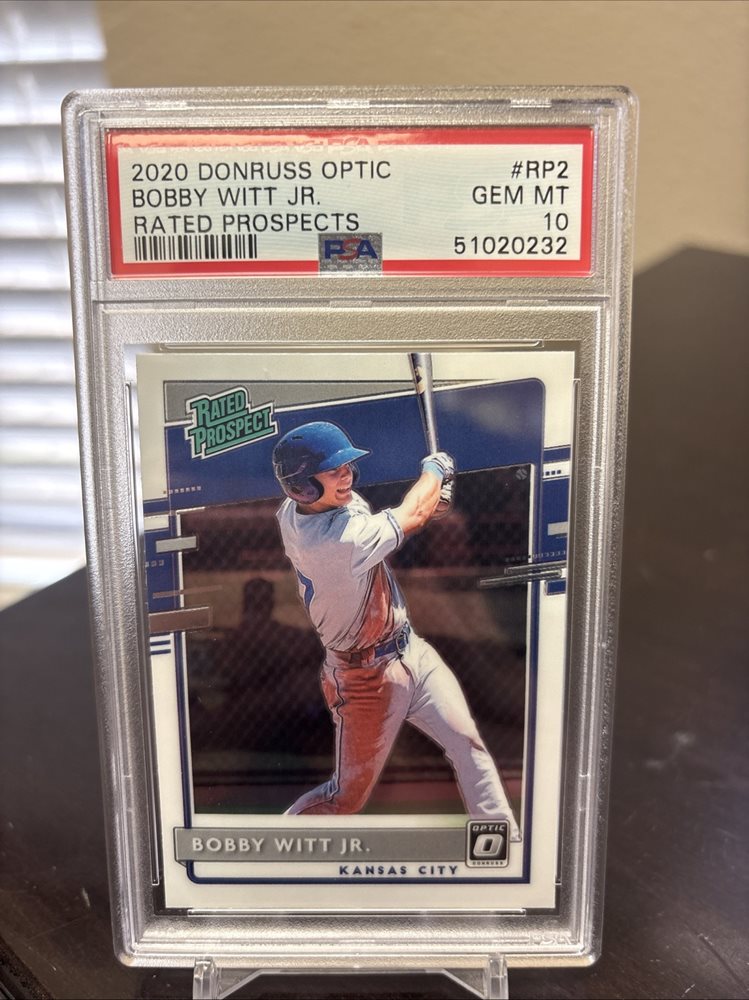 2020 DONRUSS OPTIC #RP2
BOBBY WITT JR. GEM MT
RATED PROSPECTS 10
PSA 51020232
RATED
PROSPECT
7
BOBBY WITT JR.
OPTIC
DONRUSS
KANSAS CITY